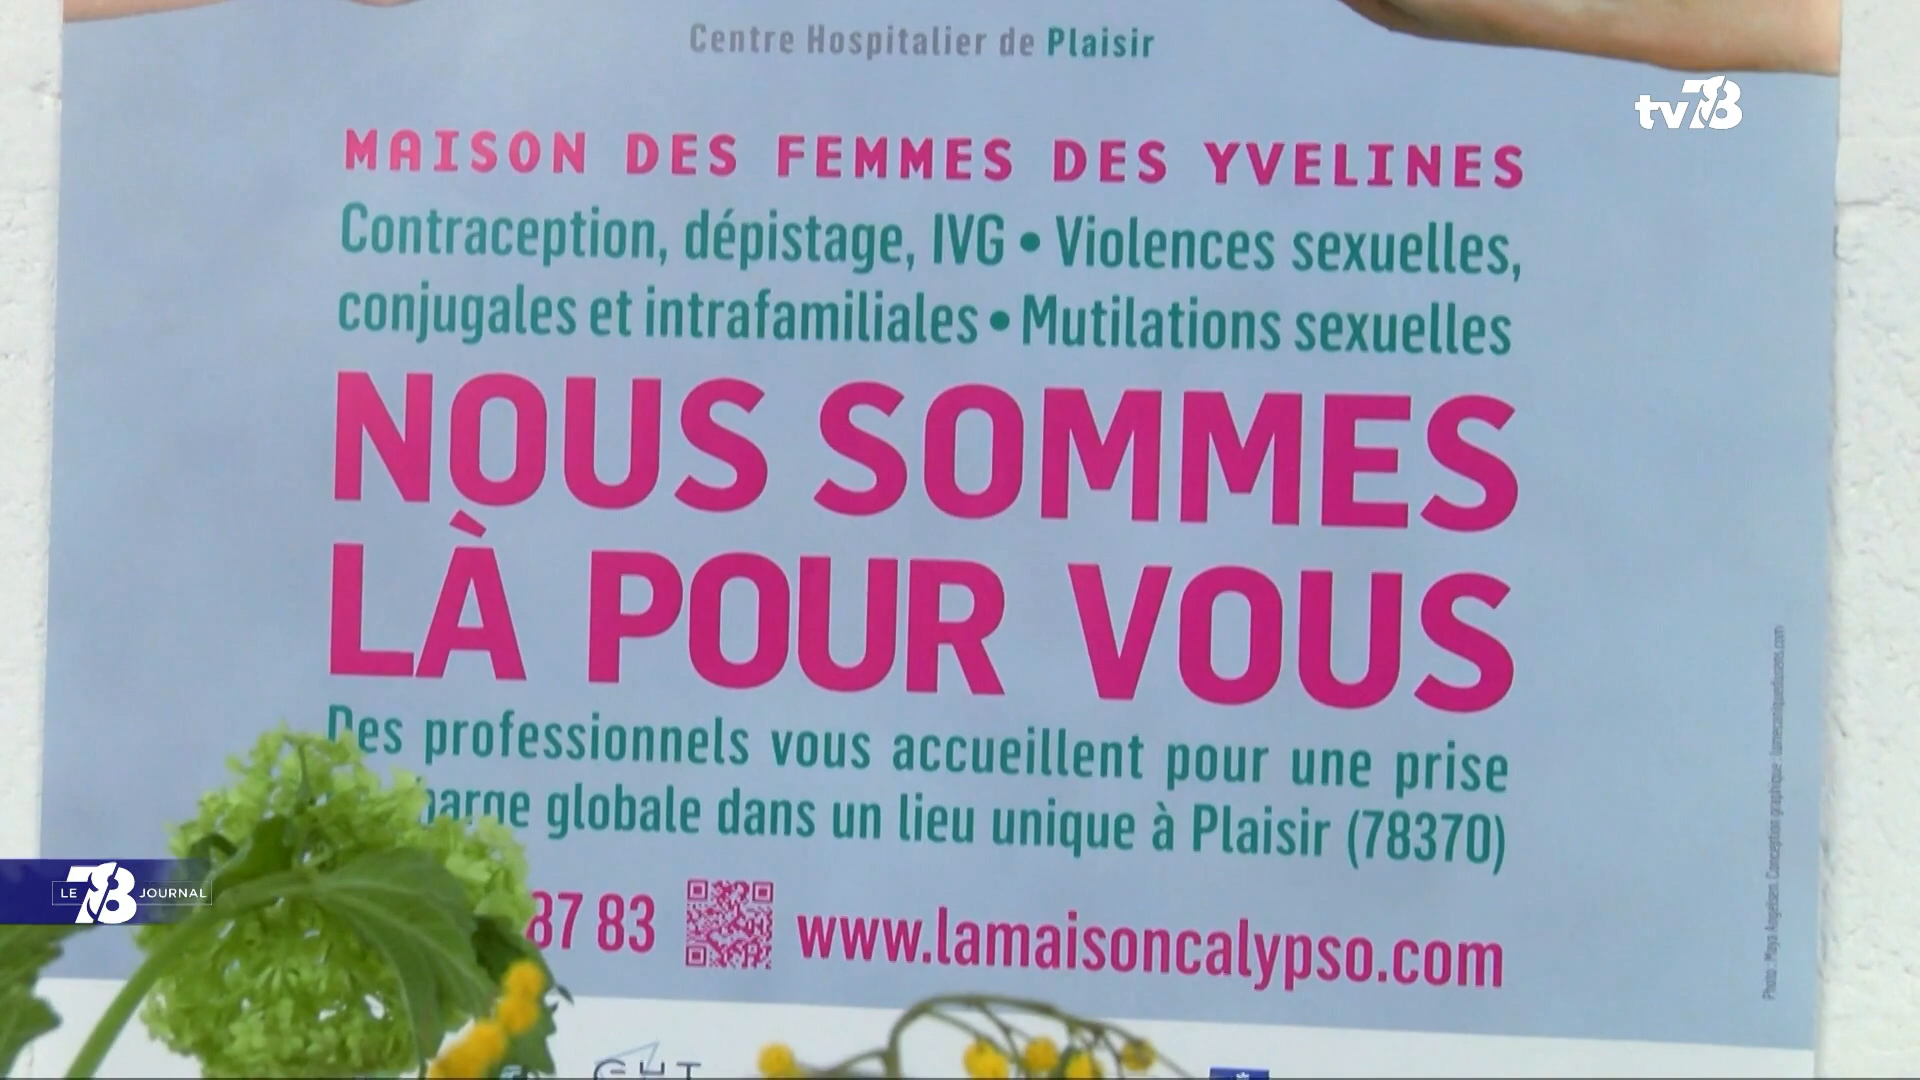 Centre Hospitalier de Plaisir
tv78
MAISON DES FEMMES DES YVELINES
Contraception, dépistage, IVG • Violences sexuelles,
conjugales et intrafamiliales • Mutilations sexuelles
NOUS SOMMES
LÀ POUR VOUS
Des professionnels vous accueillent pour une prise
globale dans un lieu unique à Plaisir (78370)
LE 78 JOURNAL
87 83 www.lamaisoncalypso.com
GHT